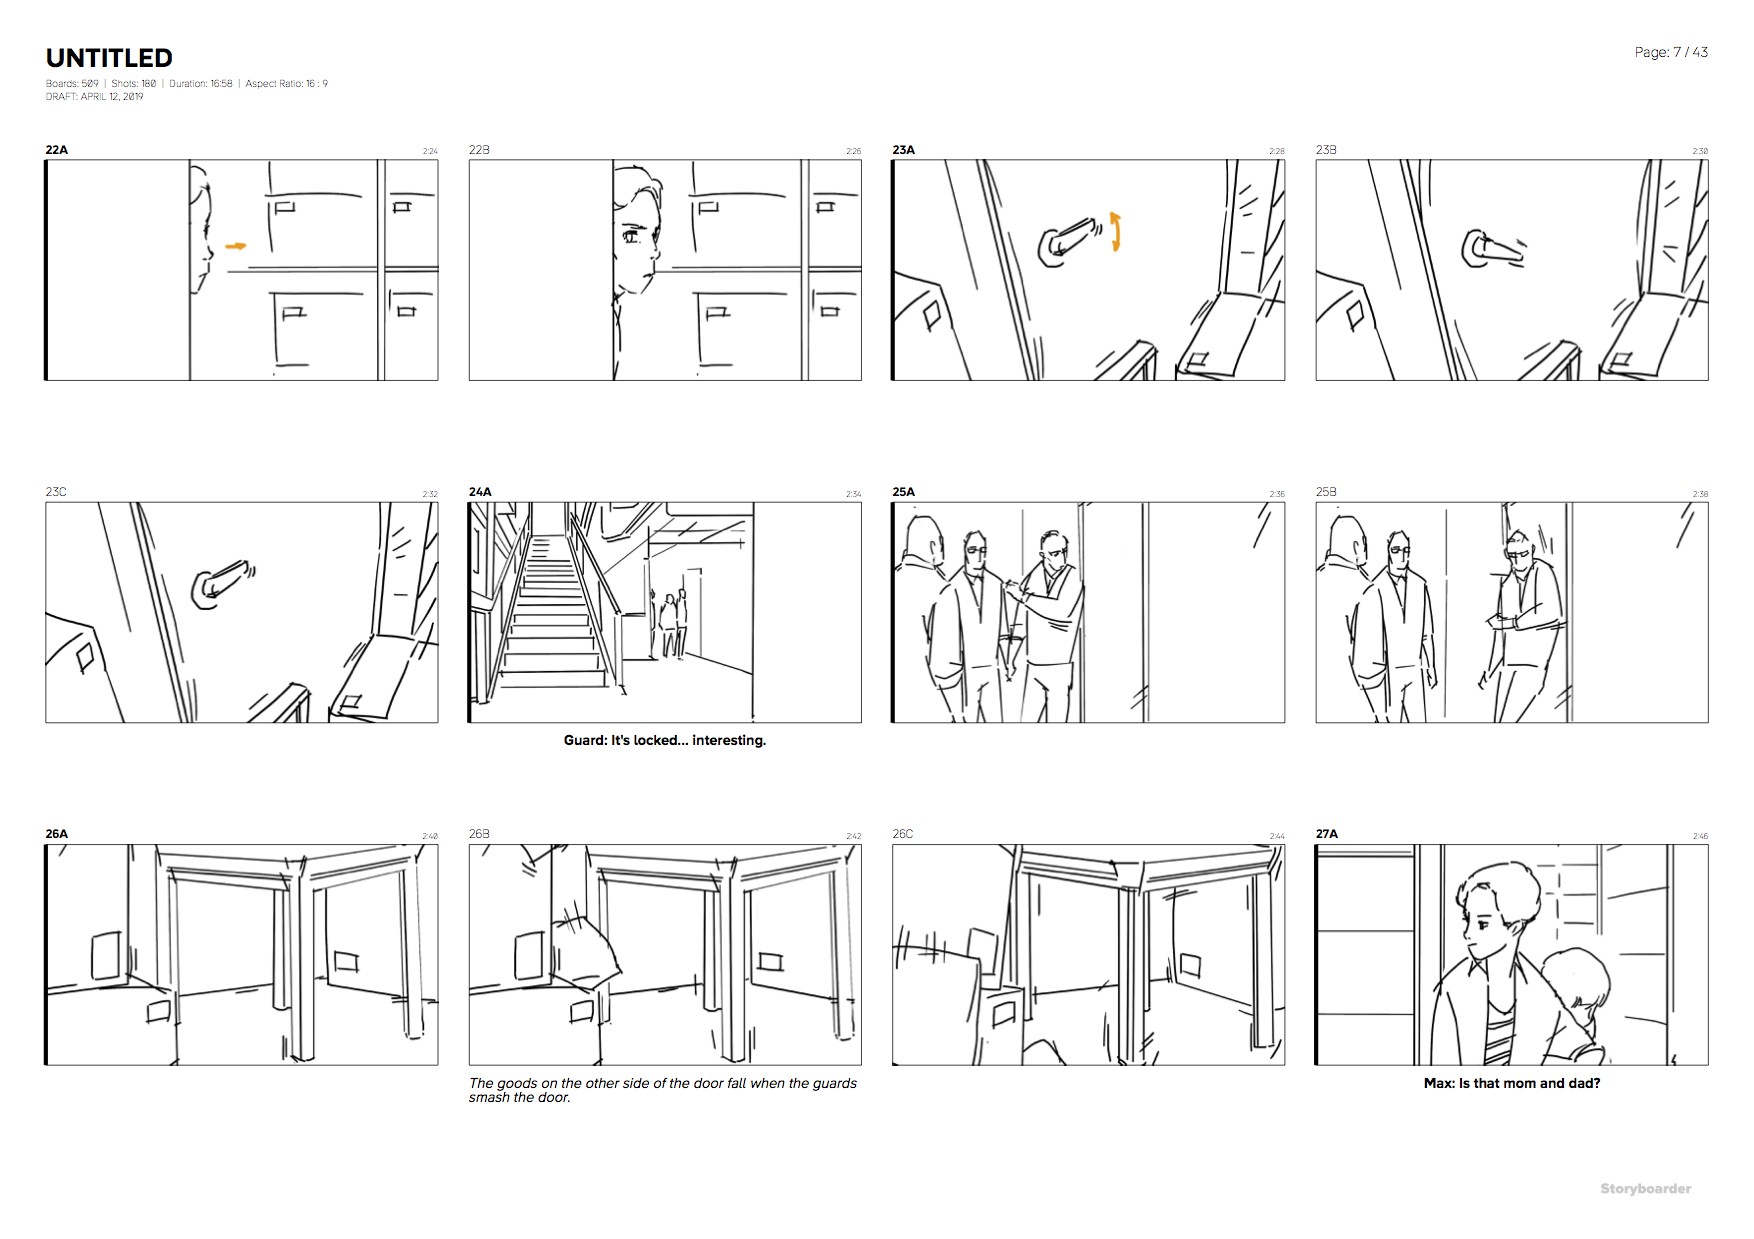 UNTITLED
Page: 7 / 43
Boards: 509 | Shots: 180 | Duration: 16:58 | Aspect Ratio: 16 : 9
DRAFT: APRIL 12, 2019
22A 2:24
22B 2:26
23A 2:28
23B 2:30
23C 2:32
24A 2:34
25A 2:36
25B 2:38
Guard: It's locked... interesting.
26A 2:40
26B 2:42
26C 2:44
27A 2:46
The goods on the other side of the door fall when the guards
smash the door.
Max: Is that mom and dad?
Storyboarder